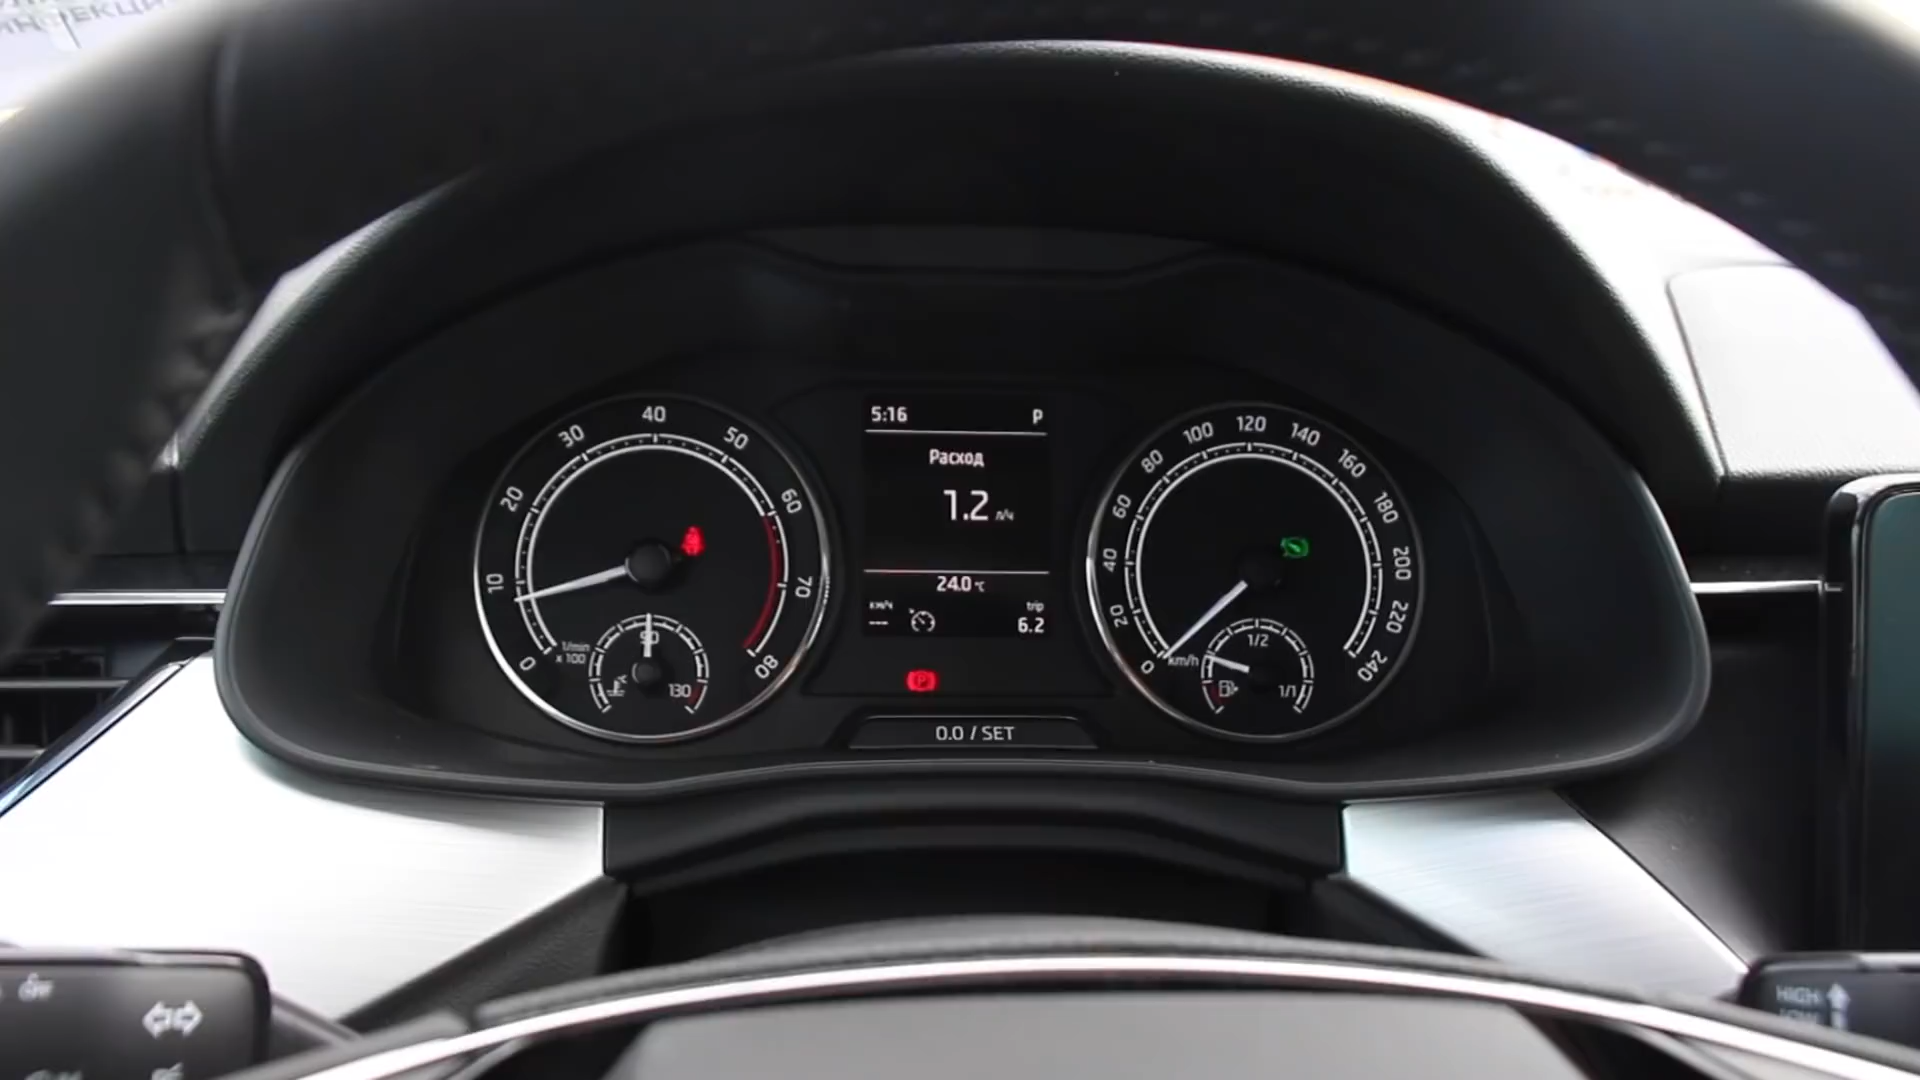 5:16 P
Расход
1.2 л/ч
24.0 °C
км/ч trip
--- 6.2
0 10 20 30 40 50 60 70 80
1/min
x 100
90
130
0 20 40 60 80 100 120 140 160 180 200 220 240
km/h
1/2
1/1
P
0.0 / SET
OFF
HIGH
LOW